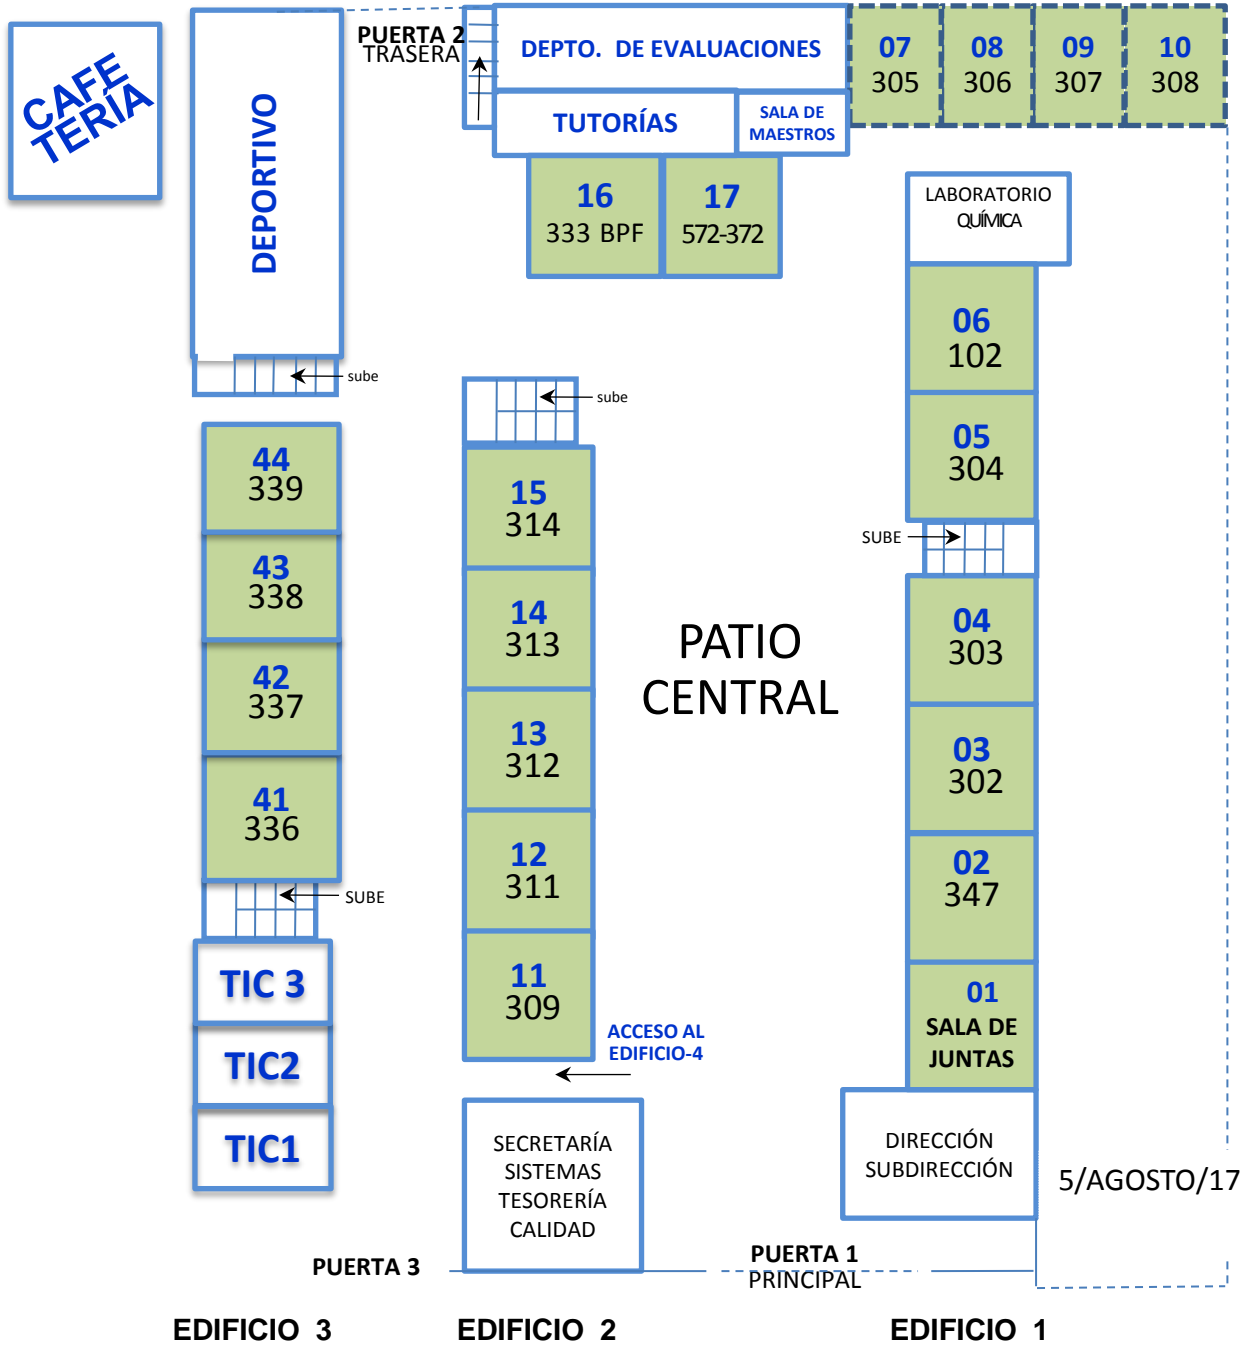 CAFE
TERÍA
DEPORTIVO
PUERTA 2
TRASERA
DEPTO. DE EVALUACIONES
TUTORÍAS
SALA DE
MAESTROS
07
305
08
306
09
307
10
308
16
333 BPF
17
572-372
LABORATORIO
QUÍMICA
06
102
05
304
SUBE
04
303
03
302
02
347
01
SALA DE
JUNTAS
DIRECCIÓN
SUBDIRECCIÓN
sube
44
339
43
338
42
337
41
336
SUBE
TIC 3
TIC2
TIC1
sube
15
314
14
313
13
312
12
311
11
309
PATIO
CENTRAL
ACCESO AL
EDIFICIO-4
SECRETARÍA
SISTEMAS
TESORERÍA
CALIDAD
5/AGOSTO/17
PUERTA 3
PUERTA 1
PRINCIPAL
EDIFICIO 3
EDIFICIO 2
EDIFICIO 1